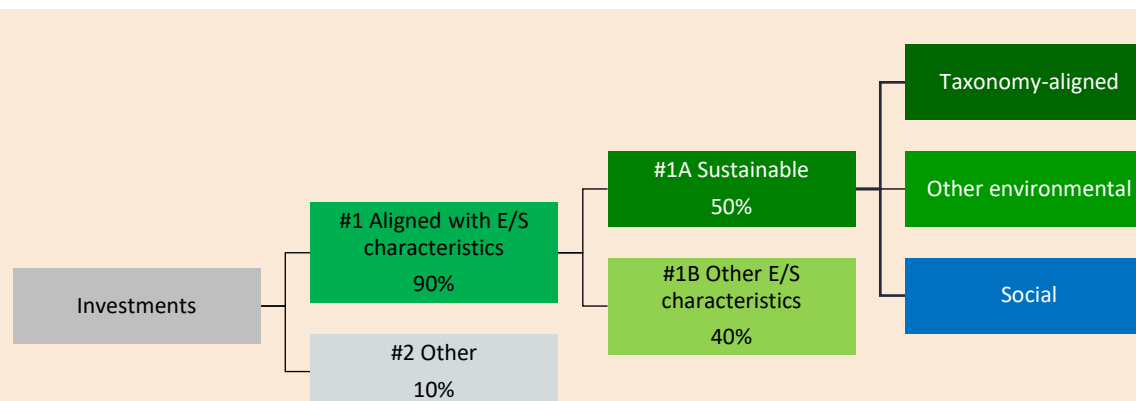 Investments
#1 Aligned with E/S
characteristics
90%
#2 Other
10%
#1A Sustainable
50%
#1B Other E/S
characteristics
40%
Taxonomy-aligned
Other environmental
Social